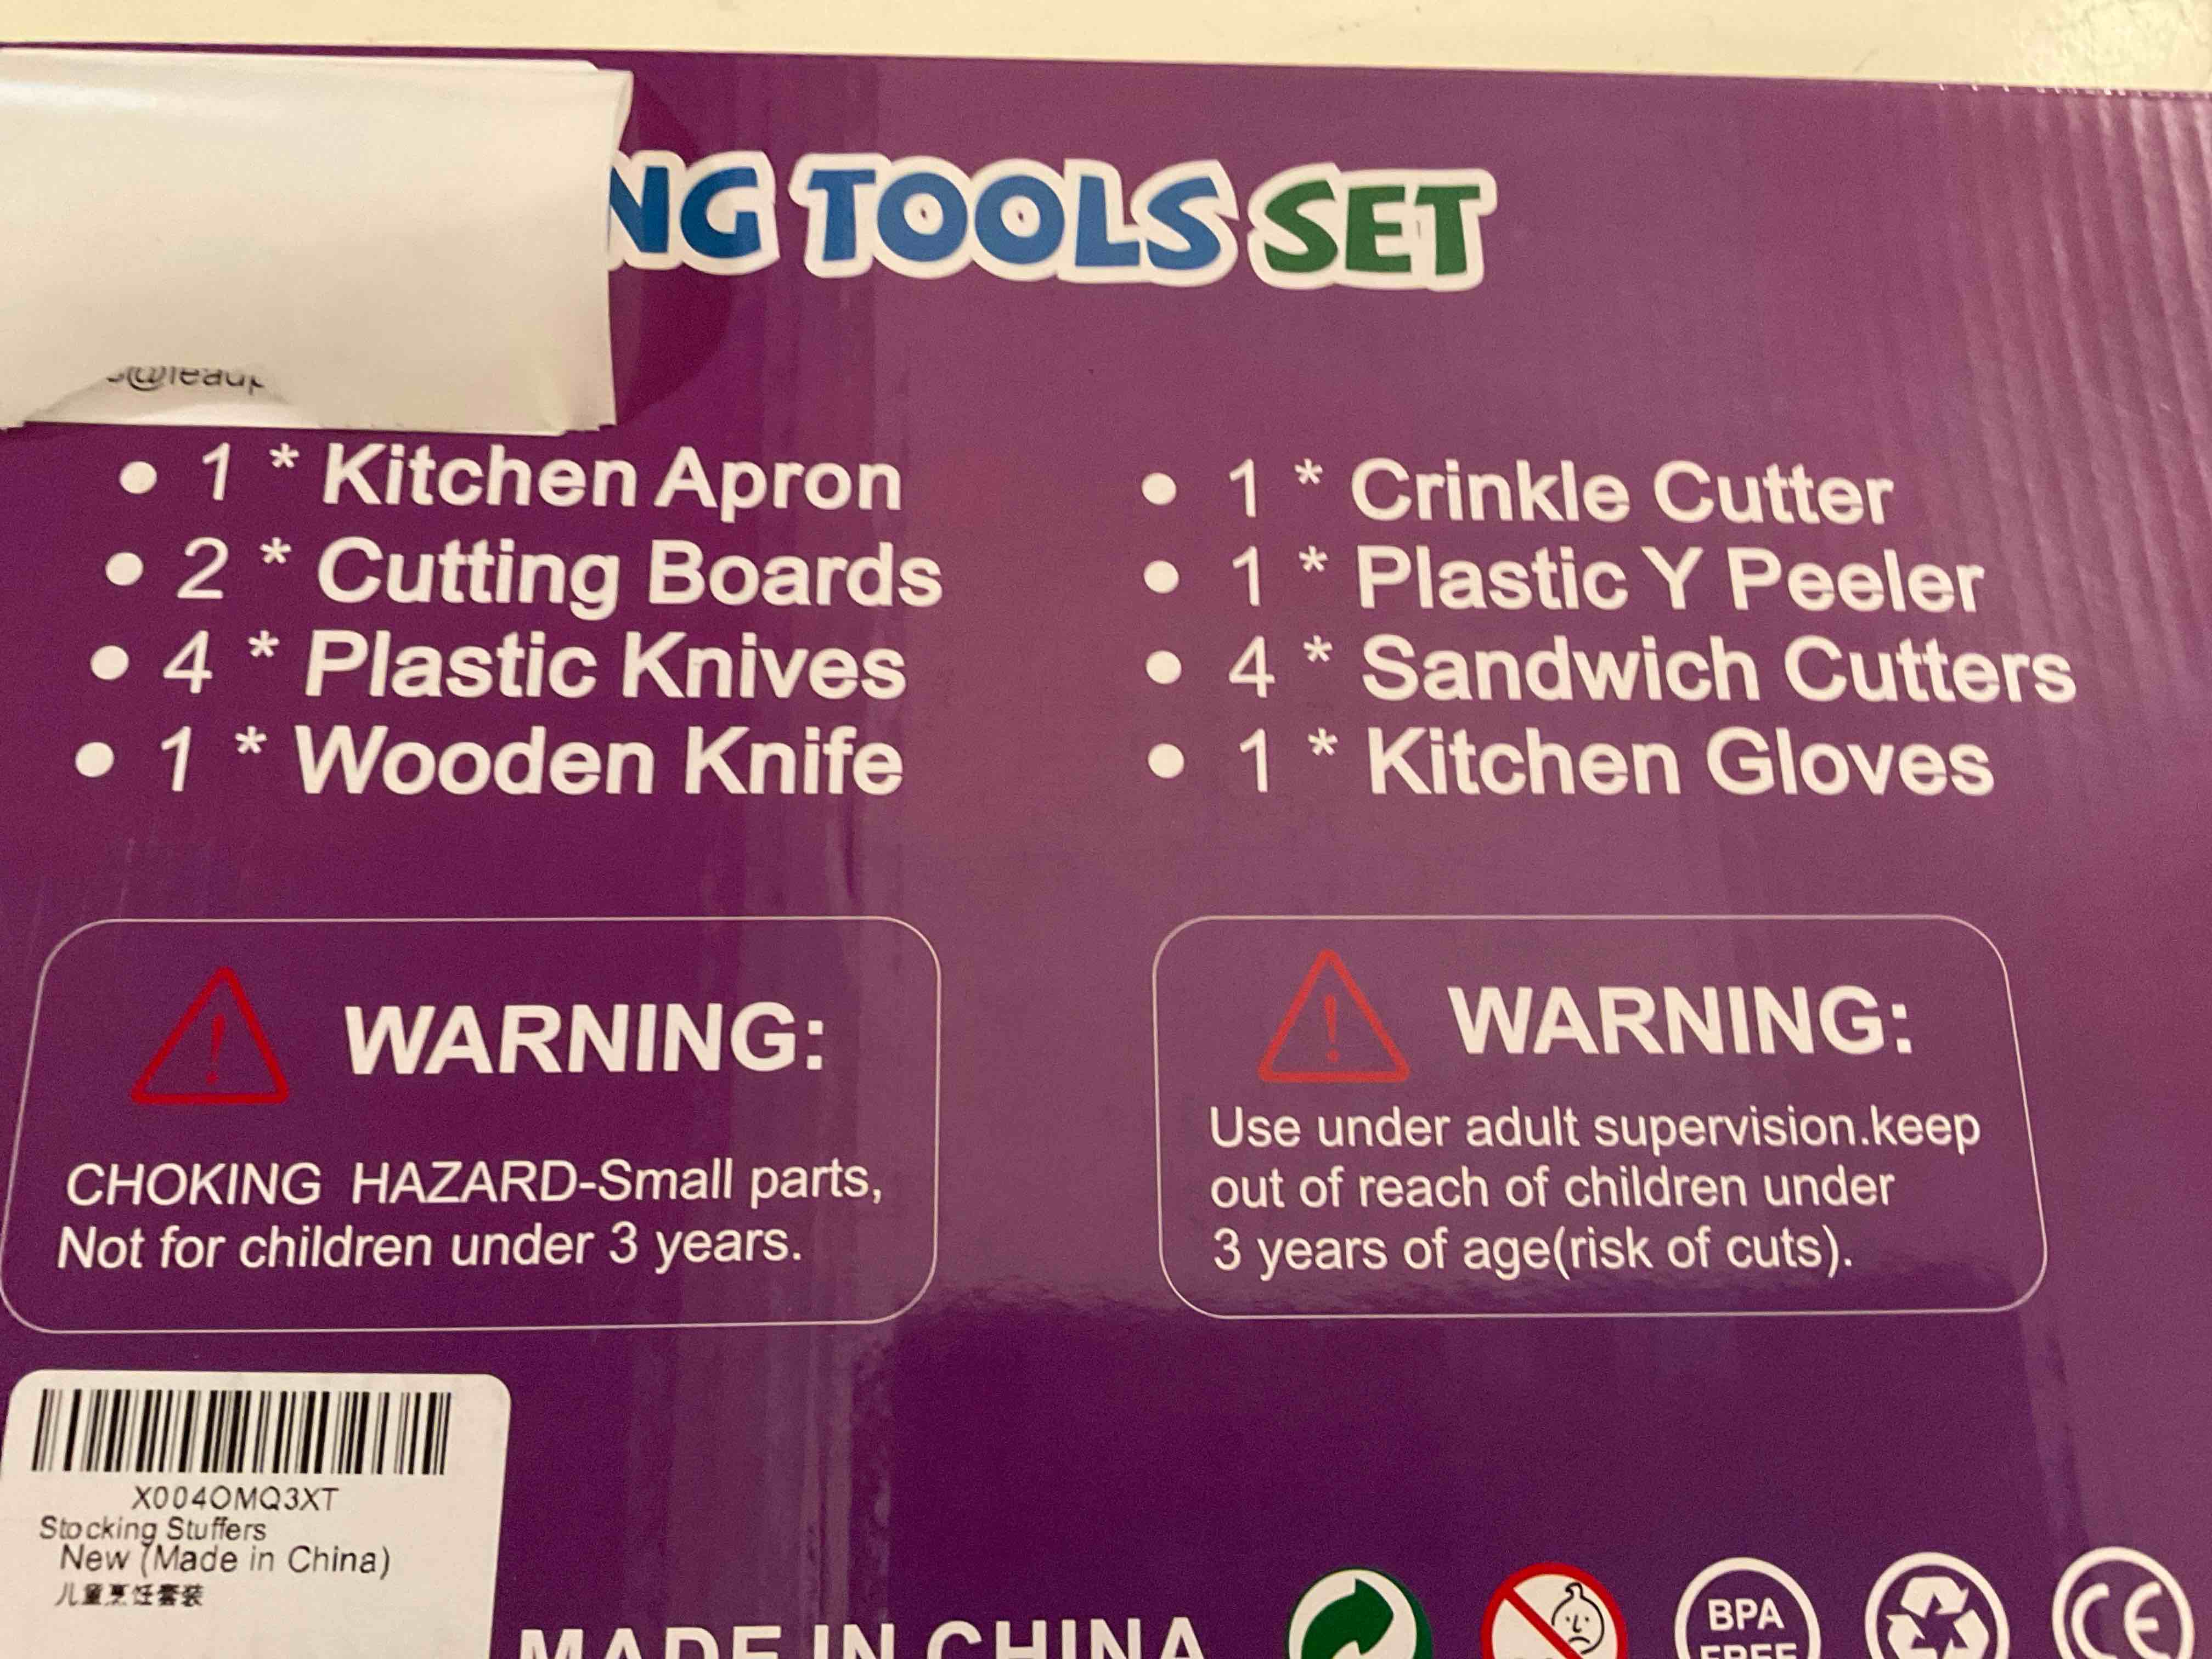 NG TOOLS SET
• 1 * Kitchen Apron
• 2 * Cutting Boards
• 4 * Plastic Knives
• 1 * Wooden Knife
• 1 * Crinkle Cutter
• 1 * Plastic Y Peeler
• 4 * Sandwich Cutters
• 1 * Kitchen Gloves
WARNING:
CHOKING HAZARD-Small parts,
Not for children under 3 years.
WARNING:
Use under adult supervision.keep
out of reach of children under
3 years of age(risk of cuts).
X004OMQ3XT
Stocking Stuffers
New (Made in China)
儿童烹饪套装
MADE IN CHINA
BPA
FREE
CE